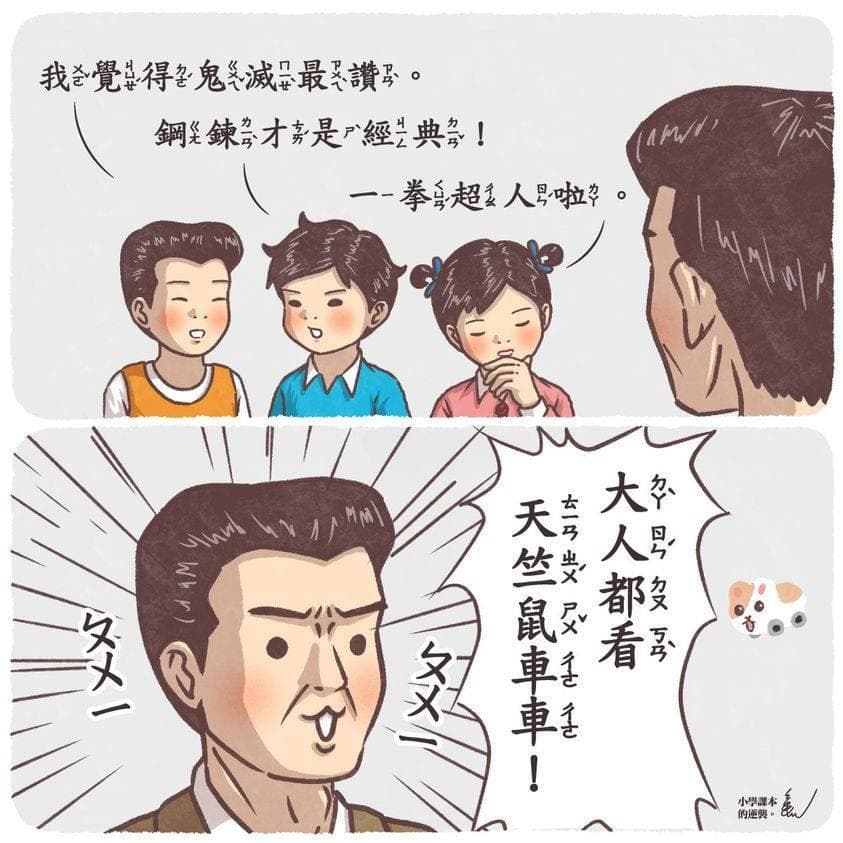 我覺得鬼滅最讚。
鋼鍊才是經典！
一拳超人啦。
大人都看
天竺鼠車車！
ㄆㄨㄧ
ㄆㄨㄧ
小學課本
的逆襲。